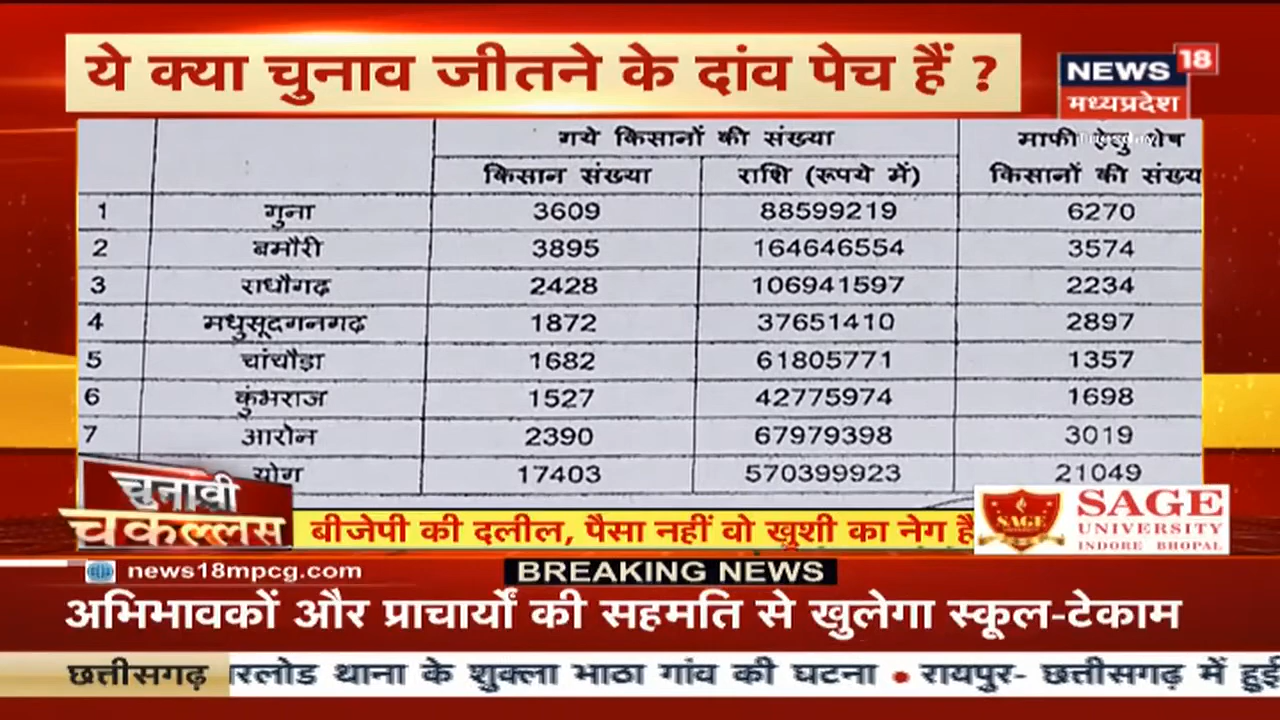 ये क्या चुनाव जीतने के दांव पेच हैं ?
NEWS 18
मध्यप्रदेश
गये किसानों की संख्या माफी हेतु शेष
किसान संख्या राशि (रूपये में) किसानों की संख्य
1 गुना 3609 88599219 6270
2 बमौरी 3895 164646554 3574
3 राधौगढ़ 2428 106941597 2234
4 मधुसूदगनगढ़ 1872 37651410 2897
5 चांचौड़ा 1682 61805771 1357
6 कुंभराज 1527 42775974 1698
7 आरोन 2390 67979398 3019
योग 17403 570399923 21049
चुनावी
चकल्लस
बीजेपी की दलील, पैसा नहीं वो खुशी का नेग है
SAGE
SAGE
UNIVERSITY
INDORE BHOPAL
news18mpcg.com
BREAKING NEWS
अभिभावकों और प्राचार्यों की सहमति से खुलेगा स्कूल-टेकाम
छत्तीसगढ़ रलोड थाना के शुक्ला भाठा गांव की घटना • रायपुर- छत्तीसगढ़ में हुई